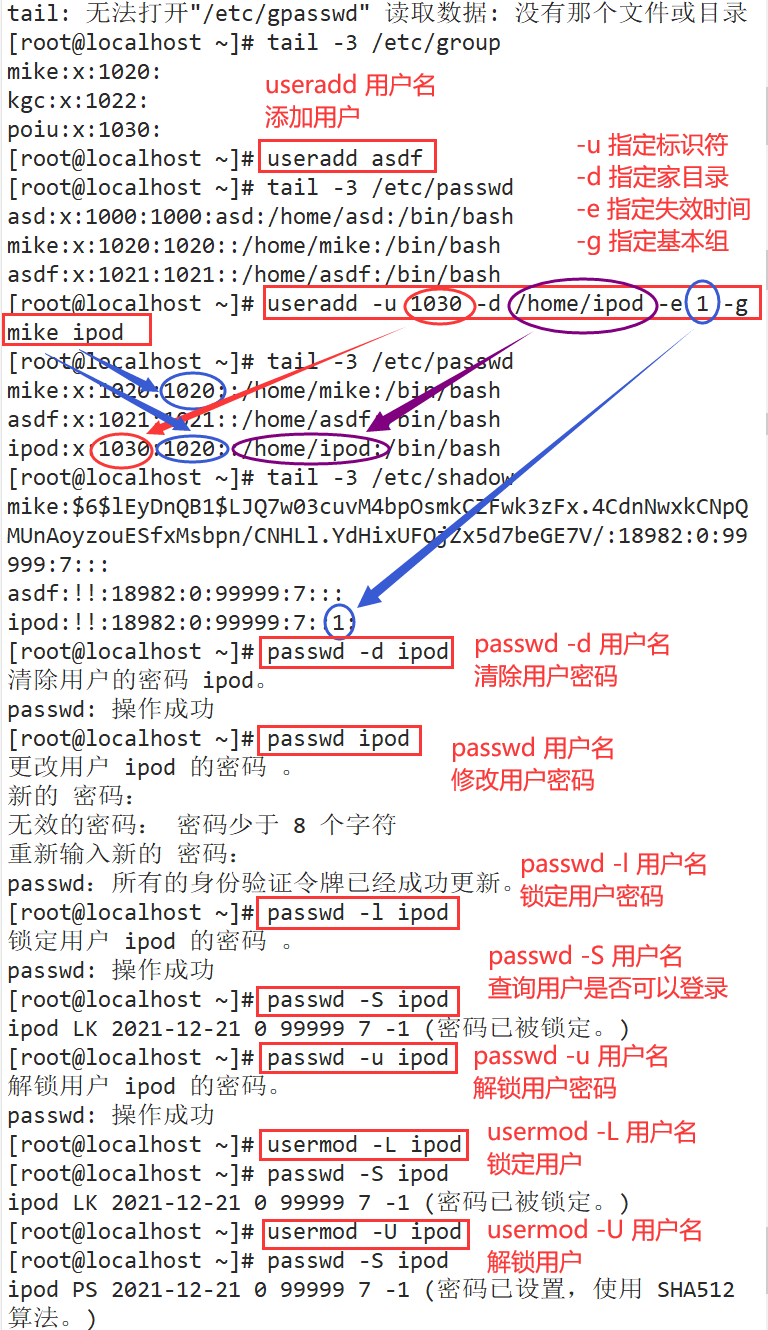 tail: 无法打开"/etc/gpasswd" 读取数据: 没有那个文件或目录
[root@localhost ~]# tail -3 /etc/group
mike:x:1020:
kgc:x:1022:
poiu:x:1030:
useradd 用户名
添加用户
[root@localhost ~]# useradd asdf
[root@localhost ~]# tail -3 /etc/passwd
asd:x:1000:1000:asd:/home/asd:/bin/bash
mike:x:1020:1020::/home/mike:/bin/bash
asdf:x:1021:1021::/home/asdf:/bin/bash
-u 指定标识符
-d 指定家目录
-e 指定失效时间
-g 指定基本组
[root@localhost ~]# useradd -u 1030 -d /home/ipod -e 1 -g
mike ipod
[root@localhost ~]# tail -3 /etc/passwd
mike:x:1020:1020::/home/mike:/bin/bash
asdf:x:1021:1021::/home/asdf:/bin/bash
ipod:x:1030:1020::/home/ipod:/bin/bash
[root@localhost ~]# tail -3 /etc/shadow
mike:$6$lEyDnQB1$LJQ7w03cuvM4bpOsmkCZFwk3zFx.4CdnNwxkCNpQ
MUnAoyzouESfxMsbpn/CNHLl.YdHixUFOjZx5d7beGE7V/:18982:0:99
999:7:::
asdf:!!:18982:0:99999:7:::
ipod:!!:18982:0:99999:7::1:
[root@localhost ~]# passwd -d ipod
清除用户的密码 ipod。
passwd: 操作成功
passwd -d 用户名
清除用户密码
[root@localhost ~]# passwd ipod
更改用户 ipod 的密码 。
新的 密码:
无效的密码: 密码少于 8 个字符
重新输入新的 密码:
passwd: 所有的身份验证令牌已经成功更新。
passwd 用户名
修改用户密码
[root@localhost ~]# passwd -l ipod
锁定用户 ipod 的密码 。
passwd: 操作成功
passwd -l 用户名
锁定用户密码
[root@localhost ~]# passwd -S ipod
ipod LK 2021-12-21 0 99999 7 -1 (密码已被锁定。)
passwd -S 用户名
查询用户是否可以登录
[root@localhost ~]# passwd -u ipod
解锁用户 ipod 的密码。
passwd: 操作成功
passwd -u 用户名
解锁用户密码
[root@localhost ~]# usermod -L ipod
[root@localhost ~]# passwd -S ipod
ipod LK 2021-12-21 0 99999 7 -1 (密码已被锁定。)
usermod -L 用户名
锁定用户
[root@localhost ~]# usermod -U ipod
[root@localhost ~]# passwd -S ipod
ipod PS 2021-12-21 0 99999 7 -1 (密码已设置，使用 SHA512
算法。)
usermod -U 用户名
解锁用户